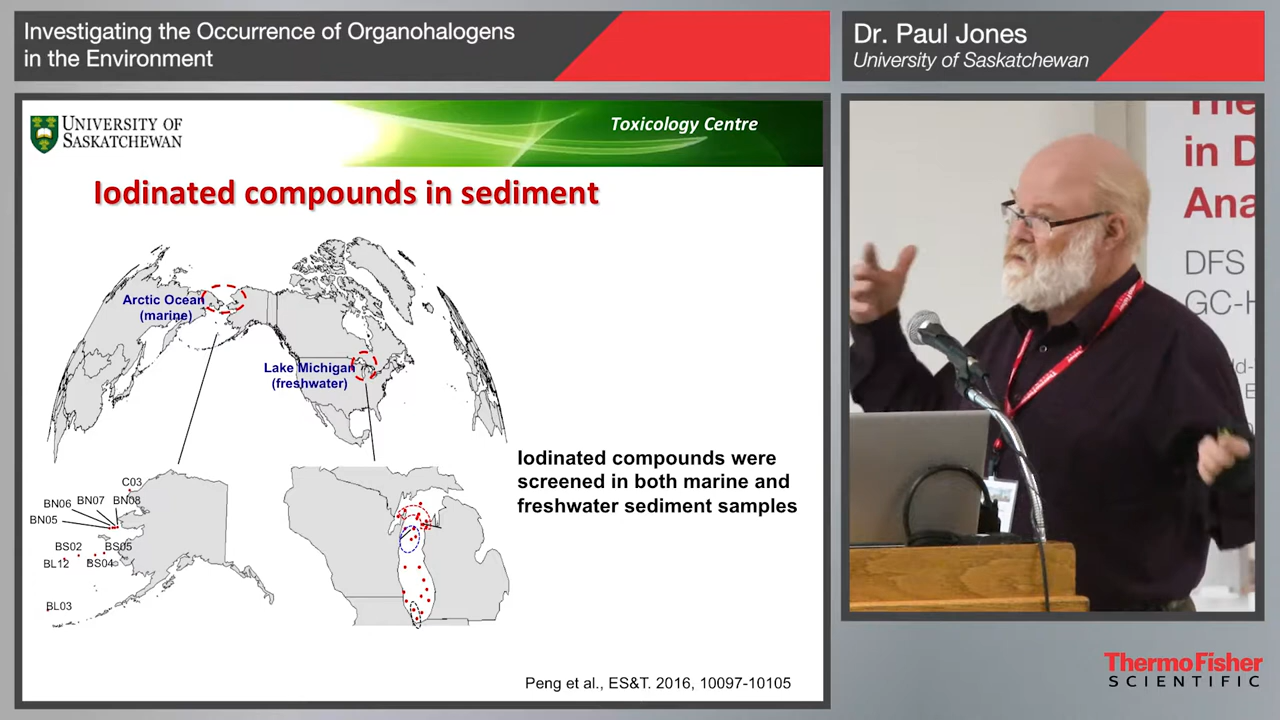 Investigating the Occurrence of Organohalogens
in the Environment
Dr. Paul Jones
University of Saskatchewan
UNIVERSITY OF
SASKATCHEWAN
Toxicology Centre
Iodinated compounds in sediment
Arctic Ocean
(marine)
Lake Michigan
(freshwater)
Iodinated compounds were
screened in both marine and
freshwater sediment samples
C03
BN06
BN07
BN08
BN05
BS02
BS05
BL12
BS04
BL03
Peng et al., ES&T. 2016, 10097-10105
in D
Ana
DFS
GC-H
ThermoFisher
SCIENTIFIC